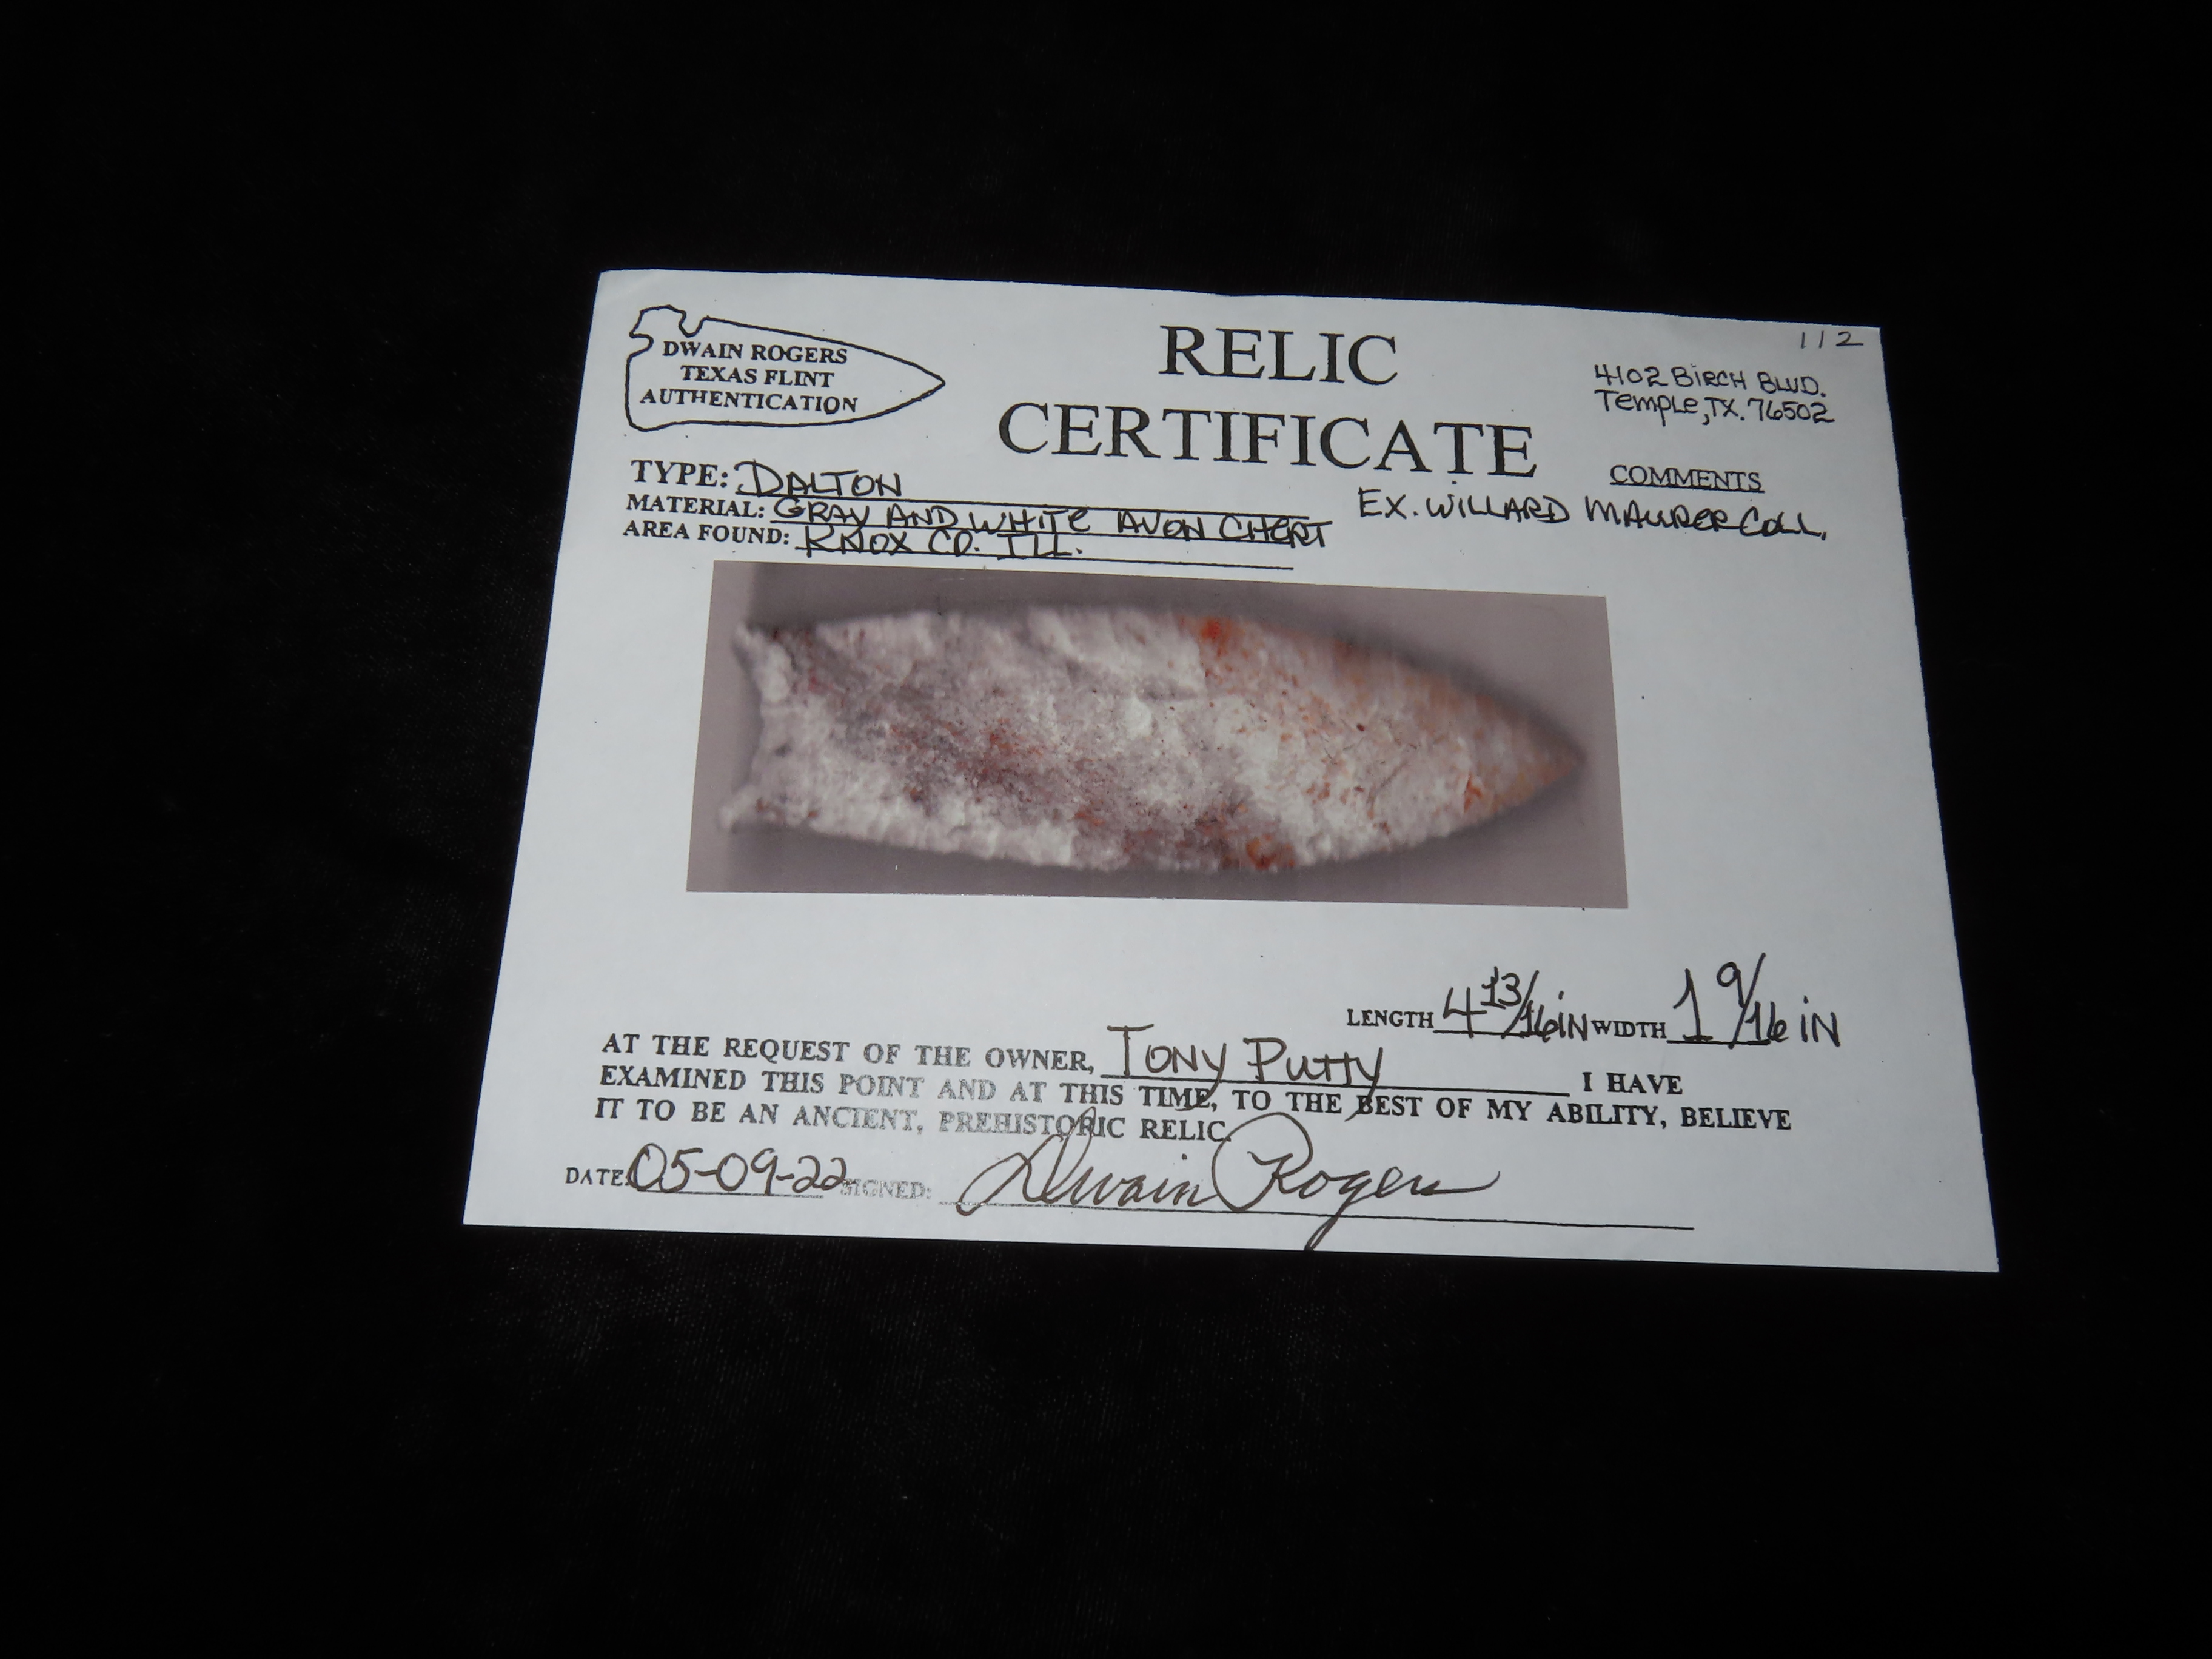 112
DWAIN ROGERS
TEXAS FLINT
AUTHENTICATION
RELIC
CERTIFICATE
4102 BIRCH BLVD.
Temple, TX. 76502
TYPE: DALTON
MATERIAL: GRAY AND WHITE AVON CHERT
AREA FOUND: KNOX CO. ILL.
COMMENTS
EX. WILLARD MAURER COLL.
LENGTH 4 13/16 IN WIDTH 1 9/16 IN
AT THE REQUEST OF THE OWNER, TONY PUTTY I HAVE
EXAMINED THIS POINT AND AT THIS TIME, TO THE BEST OF MY ABILITY, BELIEVE
IT TO BE AN ANCIENT, PREHISTORIC RELIC.
DATE: 05-09-22 SIGNED: Dwain Rogers